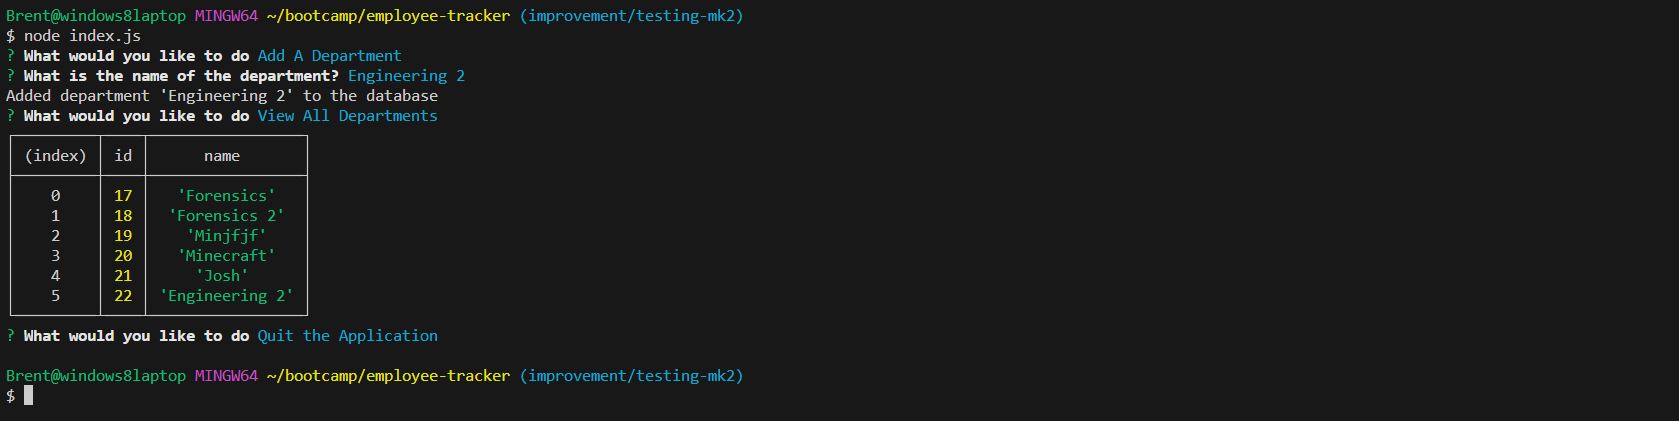 Brent@windows8laptop MINGW64 ~/bootcamp/employee-tracker (improvement/testing-mk2)
$ node index.js
? What would you like to do Add A Department
? What is the name of the department? Engineering 2
Added department 'Engineering 2' to the database
? What would you like to do View All Departments
(index) id name
0 17 'Forensics'
1 18 'Forensics 2'
2 19 'Minjfjf'
3 20 'Minecraft'
4 21 'Josh'
5 22 'Engineering 2'
? What would you like to do Quit the Application
Brent@windows8laptop MINGW64 ~/bootcamp/employee-tracker (improvement/testing-mk2)
$